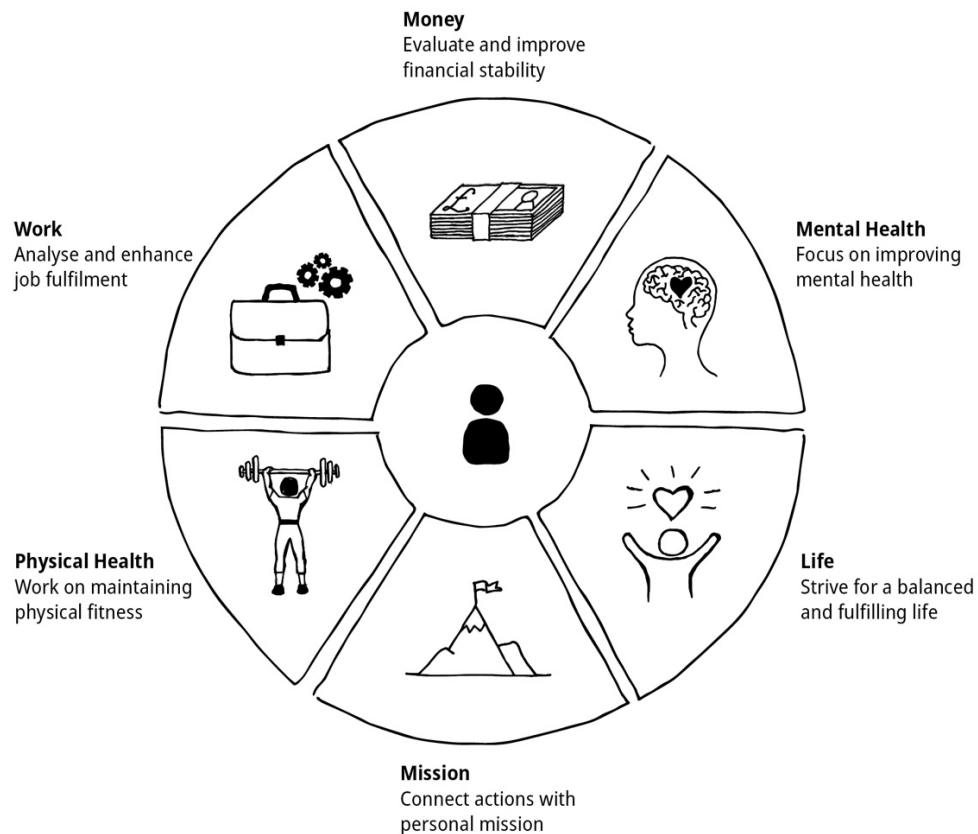 Money
Evaluate and improve
financial stability
Mental Health
Focus on improving
mental health
Life
Strive for a balanced
and fulfilling life
Mission
Connect actions with
personal mission
Physical Health
Work on maintaining
physical fitness
Work
Analyse and enhance
job fulfilment
£